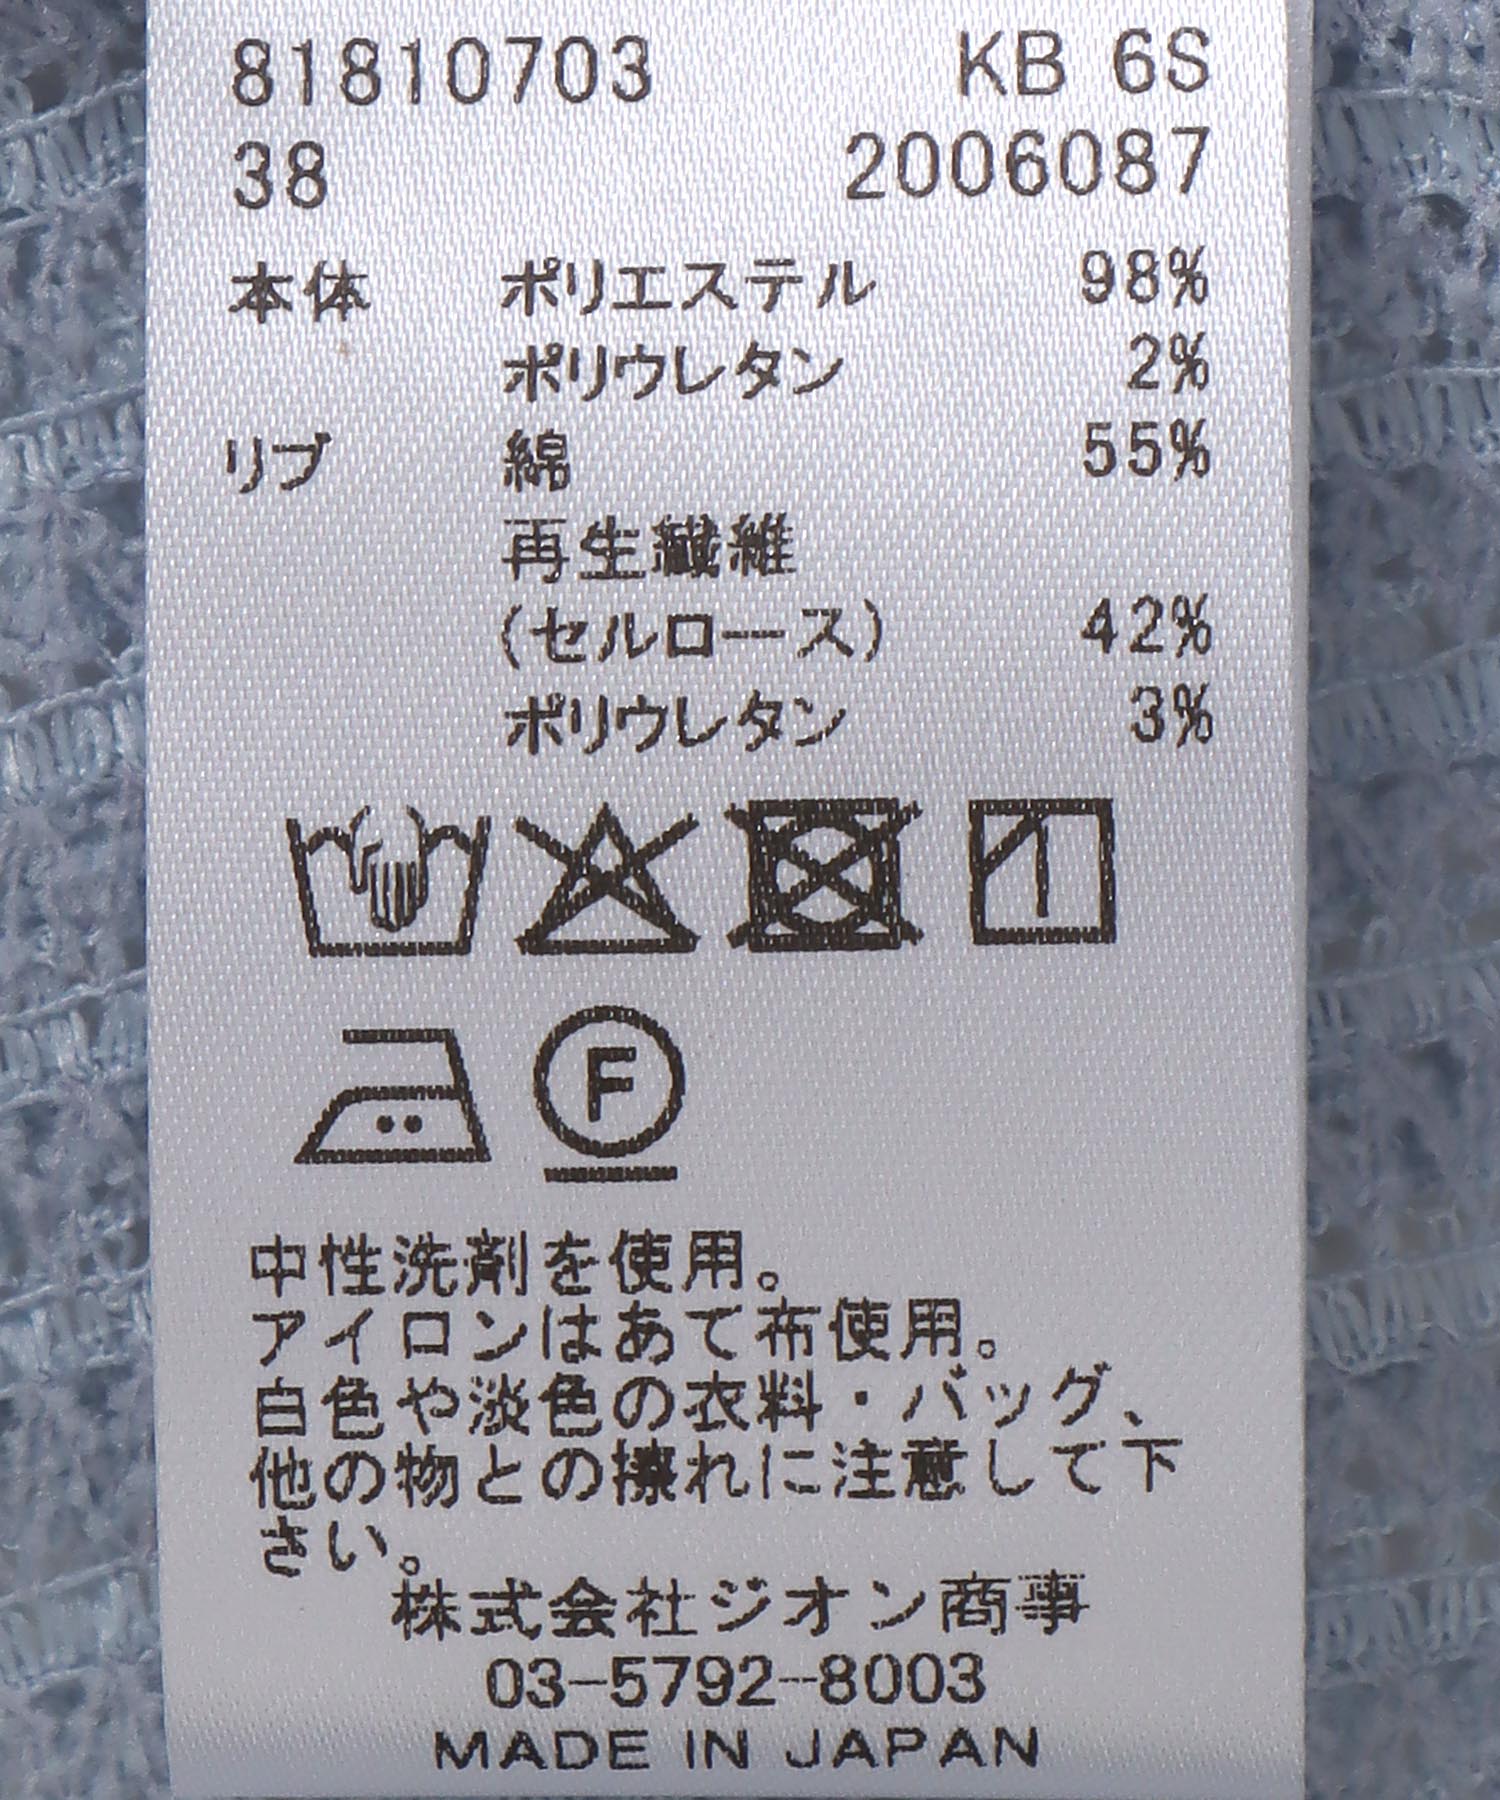 81810703 KB 6S
38 2006087
本体 ポリエステル 98%
ポリウレタン 2%
リブ 綿 55%
再生繊維
(セルロース) 42%
ポリウレタン 3%
F
中性洗剤を使用。
アイロンはあて布使用。
白色や淡色の衣料・バッグ、
他の物との擦れに注意して下
さい。
株式会社ジオン商事
03-5792-8003
MADE IN JAPAN